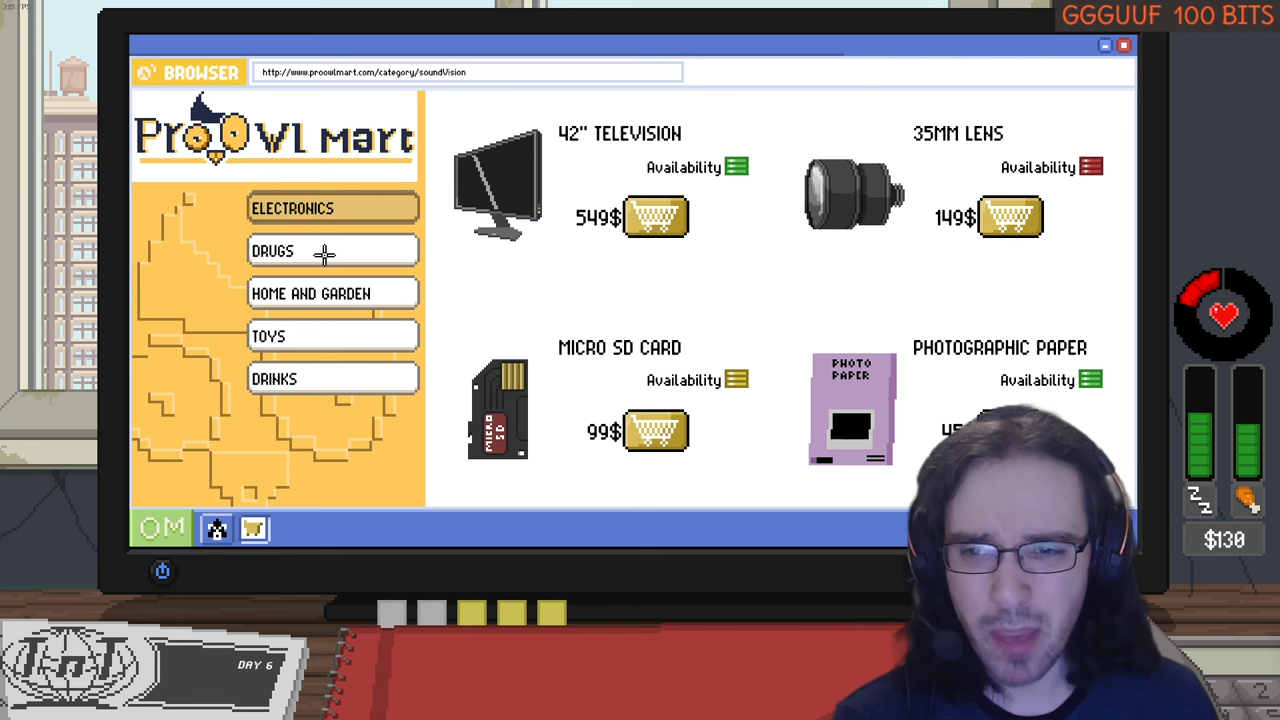 GGGUUF 100 BITS
BROWSER
http://www.proowlmart.com/category/soundVision
PrOOwl mart
ELECTRONICS
DRUGS
HOME AND GARDEN
TOYS
DRINKS
42" TELEVISION
Availability
549$
35MM LENS
Availability
149$
MICRO SD CARD
Availability
99$
MICRO SD
PHOTOGRAPHIC PAPER
Availability
PHOTO
PAPER
45
OM
$130
TnT
DAY 6